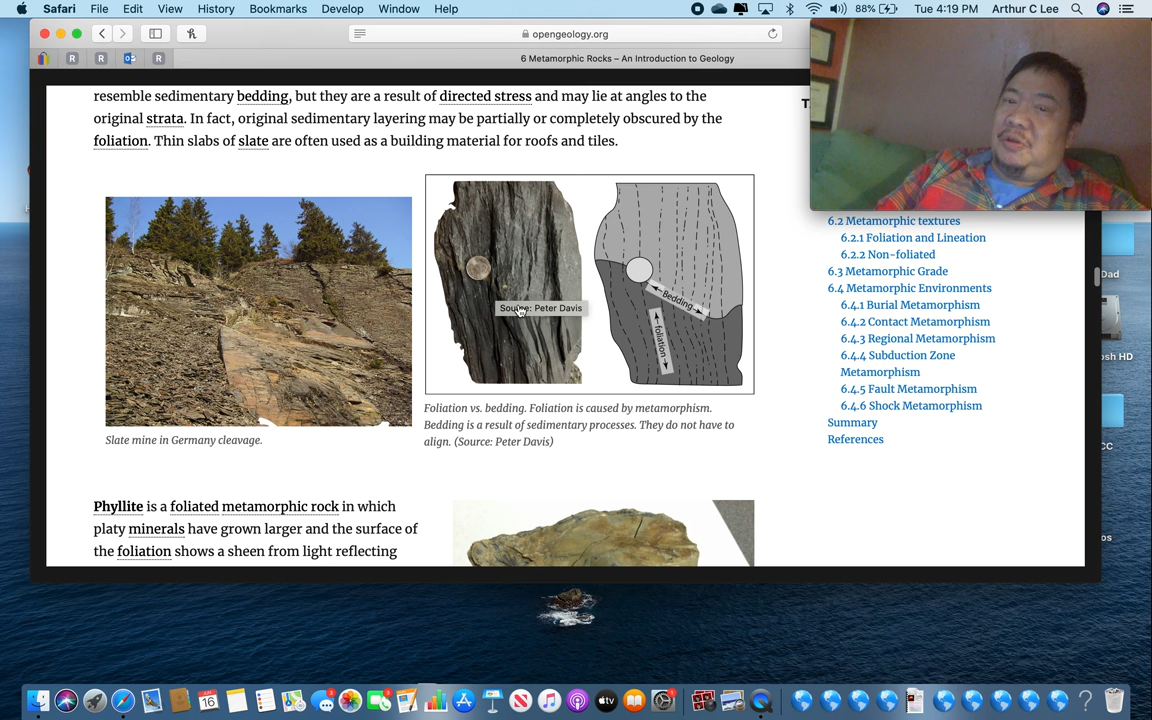 Safari File Edit View History Bookmarks Develop Window Help 88% Tue 4:19 PM Arthur C Lee
opengeology.org
6 Metamorphic Rocks – An Introduction to Geology
resemble sedimentary bedding, but they are a result of directed stress and may lie at angles to the
original strata. In fact, original sedimentary layering may be partially or completely obscured by the
foliation. Thin slabs of slate are often used as a building material for roofs and tiles.
Bedding
foliation
Source: Peter Davis
Slate mine in Germany cleavage.
Foliation vs. bedding. Foliation is caused by metamorphism.
Bedding is a result of sedimentary processes. They do not have to
align. (Source: Peter Davis)
Phyllite is a foliated metamorphic rock in which
platy minerals have grown larger and the surface of
the foliation shows a sheen from light reflecting
6.2 Metamorphic textures
6.2.1 Foliation and Lineation
6.2.2 Non-foliated
6.3 Metamorphic Grade
6.4 Metamorphic Environments
6.4.1 Burial Metamorphism
6.4.2 Contact Metamorphism
6.4.3 Regional Metamorphism
6.4.4 Subduction Zone
Metamorphism
6.4.5 Fault Metamorphism
6.4.6 Shock Metamorphism
Summary
References
Dad
osh HD
CC
os
16
tv